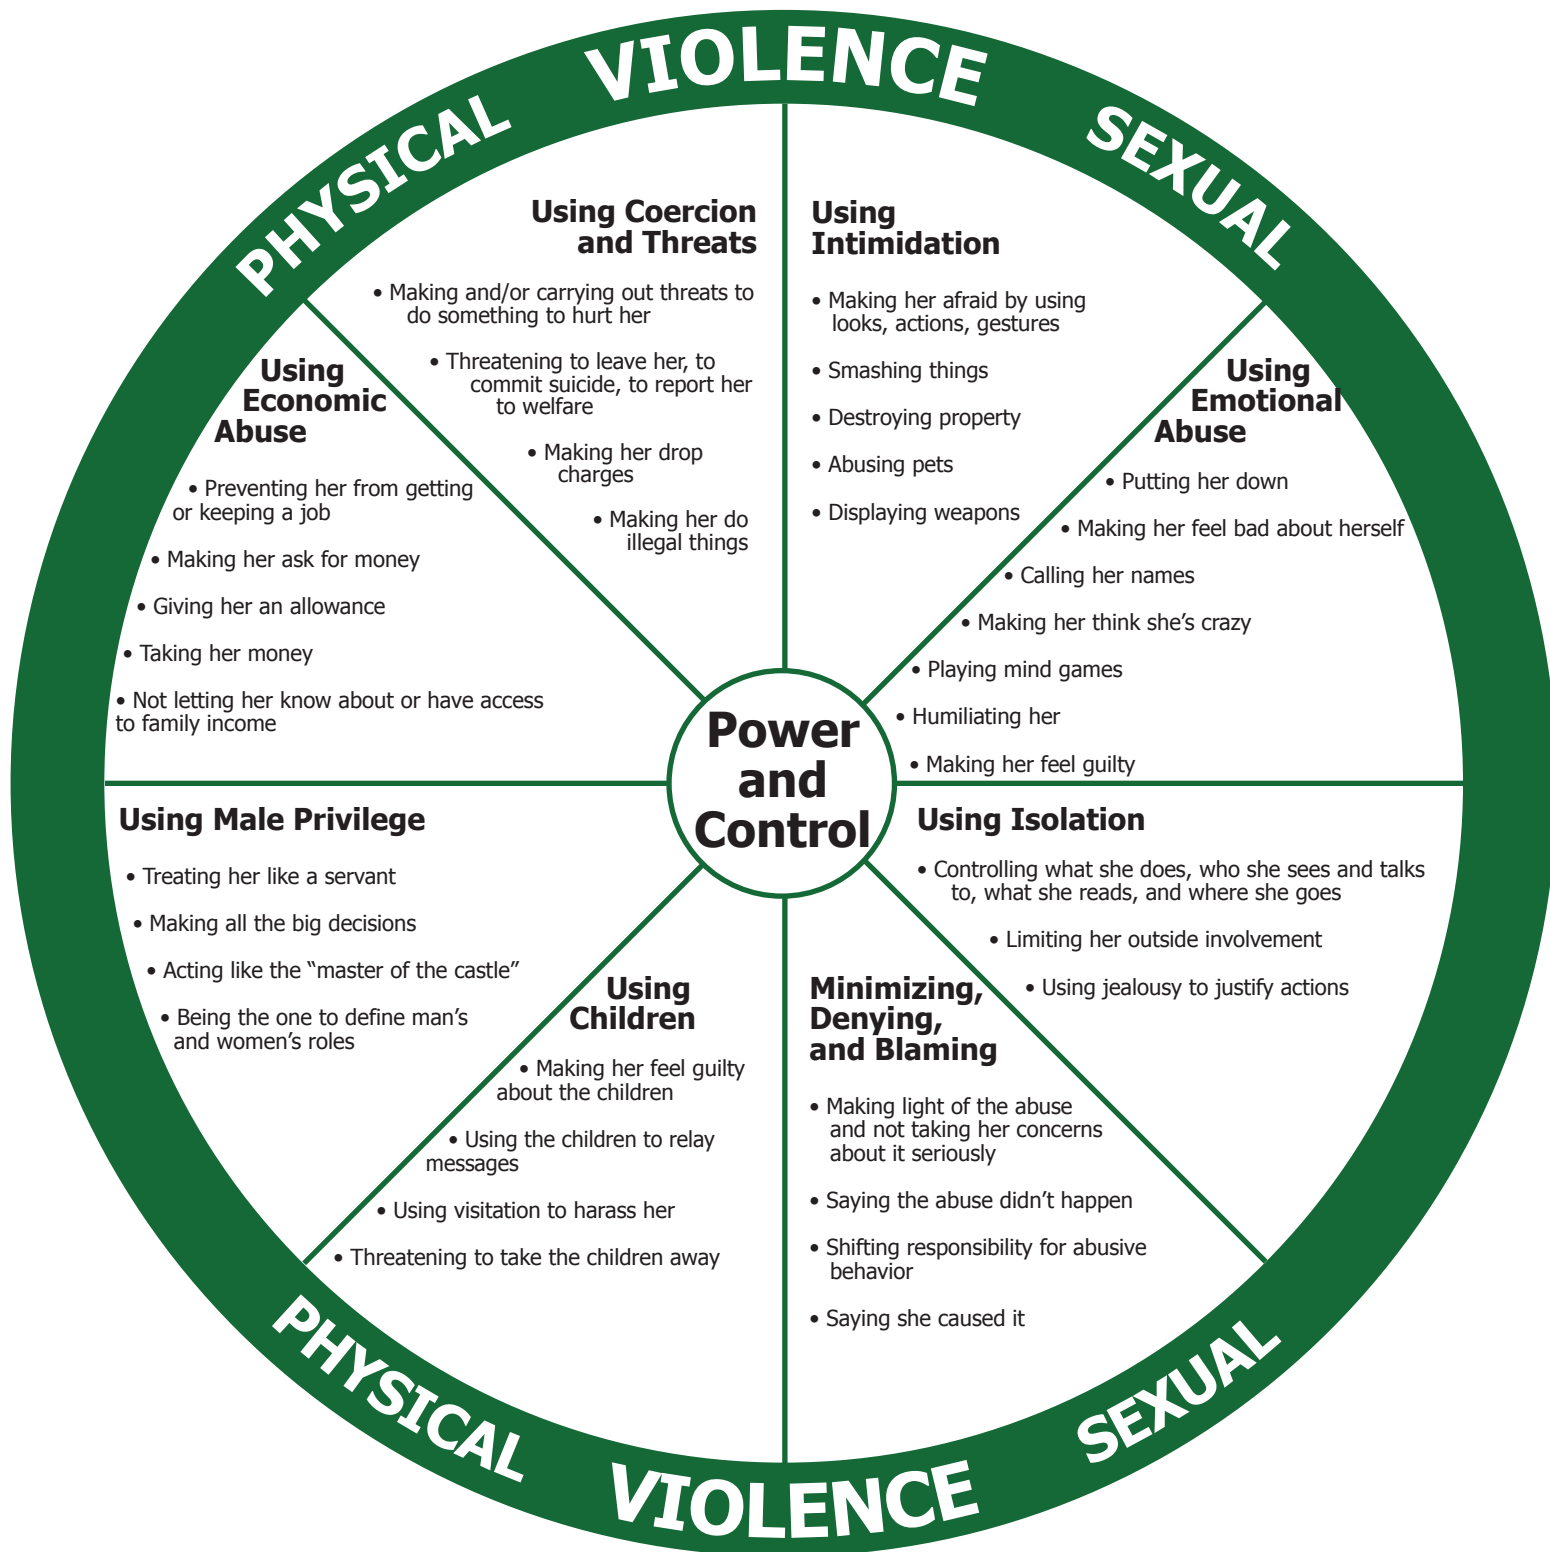 PHYSICAL VIOLENCE SEXUAL
Using Coercion
and Threats
• Making and/or carrying out threats to
do something to hurt her
• Threatening to leave her, to
commit suicide, to report her
to welfare
• Making her drop
charges
• Making her do
illegal things
Using
Intimidation
• Making her afraid by using
looks, actions, gestures
• Smashing things
• Destroying property
• Abusing pets
• Displaying weapons
Using
Economic
Abuse
• Preventing her from getting
or keeping a job
• Making her ask for money
• Giving her an allowance
• Taking her money
• Not letting her know about or have access
to family income
Using
Emotional
Abuse
• Putting her down
• Making her feel bad about herself
• Calling her names
• Making her think she’s crazy
• Playing mind games
• Humiliating her
• Making her feel guilty
Power
and
Control
Using Male Privilege
• Treating her like a servant
• Making all the big decisions
• Acting like the “master of the castle”
• Being the one to define man’s
and women’s roles
Using Isolation
• Controlling what she does, who she sees and talks
to, what she reads, and where she goes
• Limiting her outside involvement
• Using jealousy to justify actions
Using
Children
• Making her feel guilty
about the children
• Using the children to relay
messages
• Using visitation to harass her
• Threatening to take the children away
Minimizing,
Denying,
and Blaming
• Making light of the abuse
and not taking her concerns
about it seriously
• Saying the abuse didn’t happen
• Shifting responsibility for abusive
behavior
• Saying she caused it
PHYSICAL VIOLENCE SEXUAL